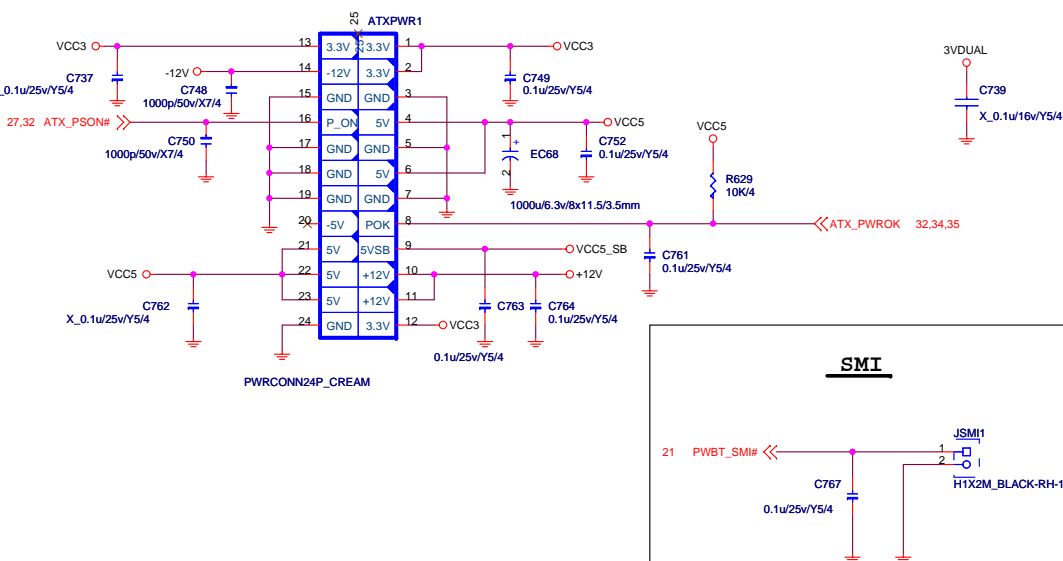 25
ATXPWR1
25
VCC3
13
3.3V
3.3V
1
VCC3
14
-12V
3.3V
2
-12V
C737
_0.1u/25v/Y5/4
C748
1000p/50v/X7/4
C749
0.1u/25v/Y5/4
15
GND
GND
3
27,32 ATX_PSON#
16
P_ON
5V
4
VCC5
C750
1000p/50v/X7/4
17
GND
GND
5
1
+
EC68
2
1000u/6.3v/8x11.5/3.5mm
C752
0.1u/25v/Y5/4
18
GND
5V
6
19
GND
GND
7
20
-5V
POK
8
ATX_PWROK 32,34,35
VCC5
R629
10K/4
3VDUAL
C739
X_0.1u/16v/Y5/4
21
5V
5VSB
9
VCC5_SB
C761
0.1u/25v/Y5/4
VCC5
22
5V
+12V
10
+12V
C762
X_0.1u/25v/Y5/4
23
5V
+12V
11
C763
0.1u/25v/Y5/4
C764
0.1u/25v/Y5/4
24
GND
3.3V
12
VCC3
PWRCONN24P_CREAM
SMI
21 PWBT_SMI#
C767
0.1u/25v/Y5/4
JSMI1
1
2
H1X2M_BLACK-RH-1